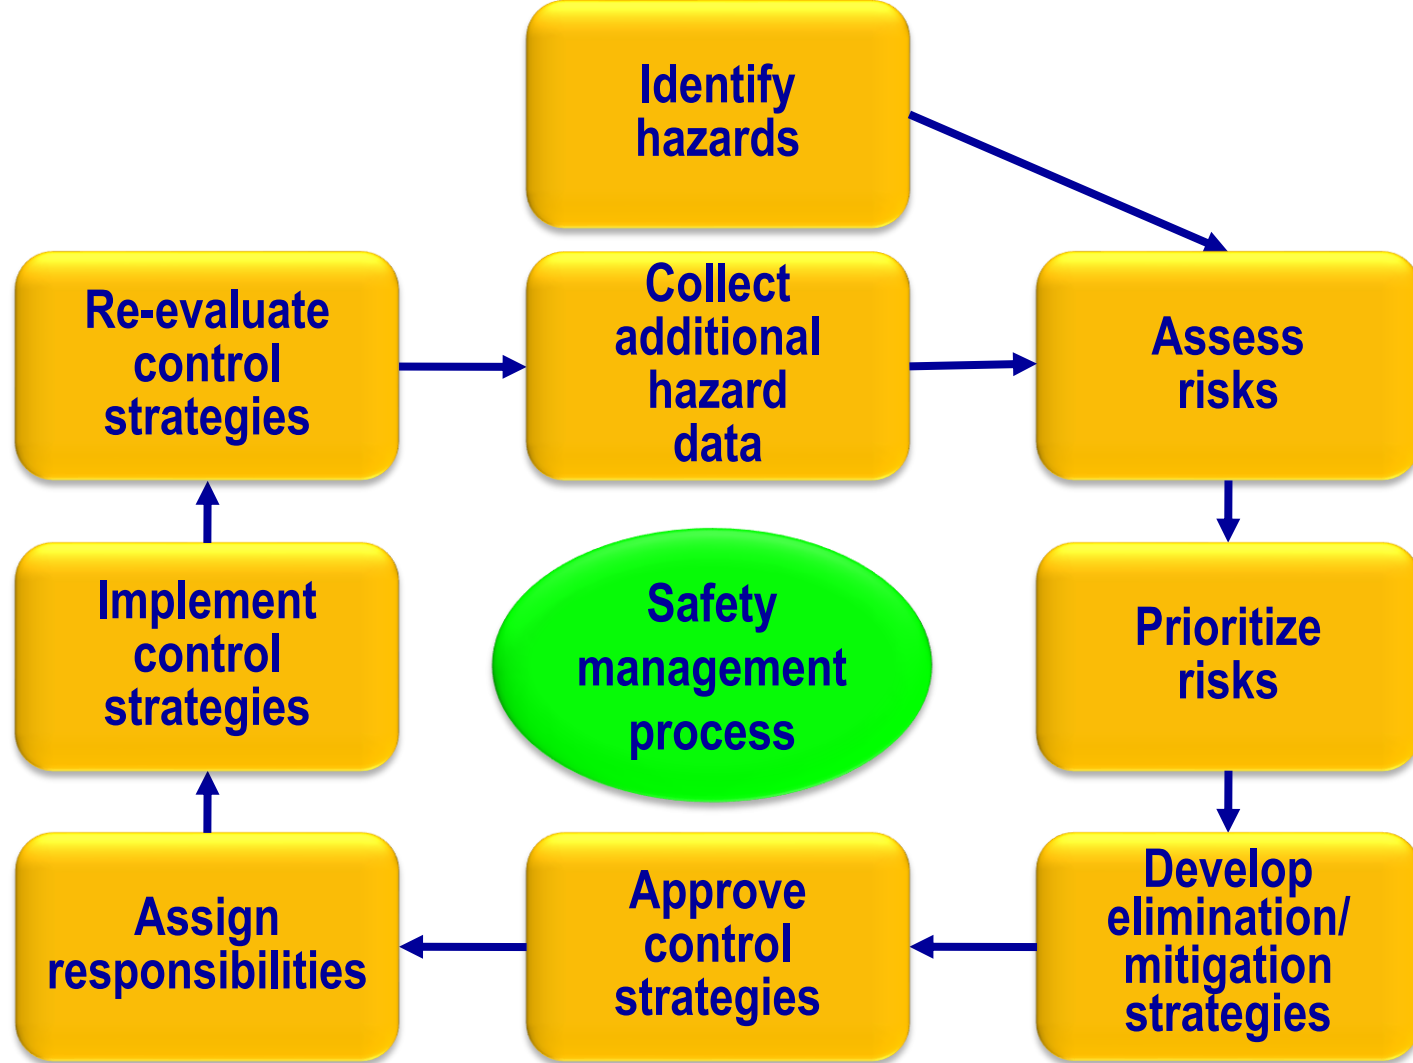 Identify
hazards
Re-evaluate
control
strategies
Collect
additional
hazard
data
Assess
risks
Implement
control
strategies
Safety
management
process
Prioritize
risks
Assign
responsibilities
Approve
control
strategies
Develop
elimination/
mitigation
strategies